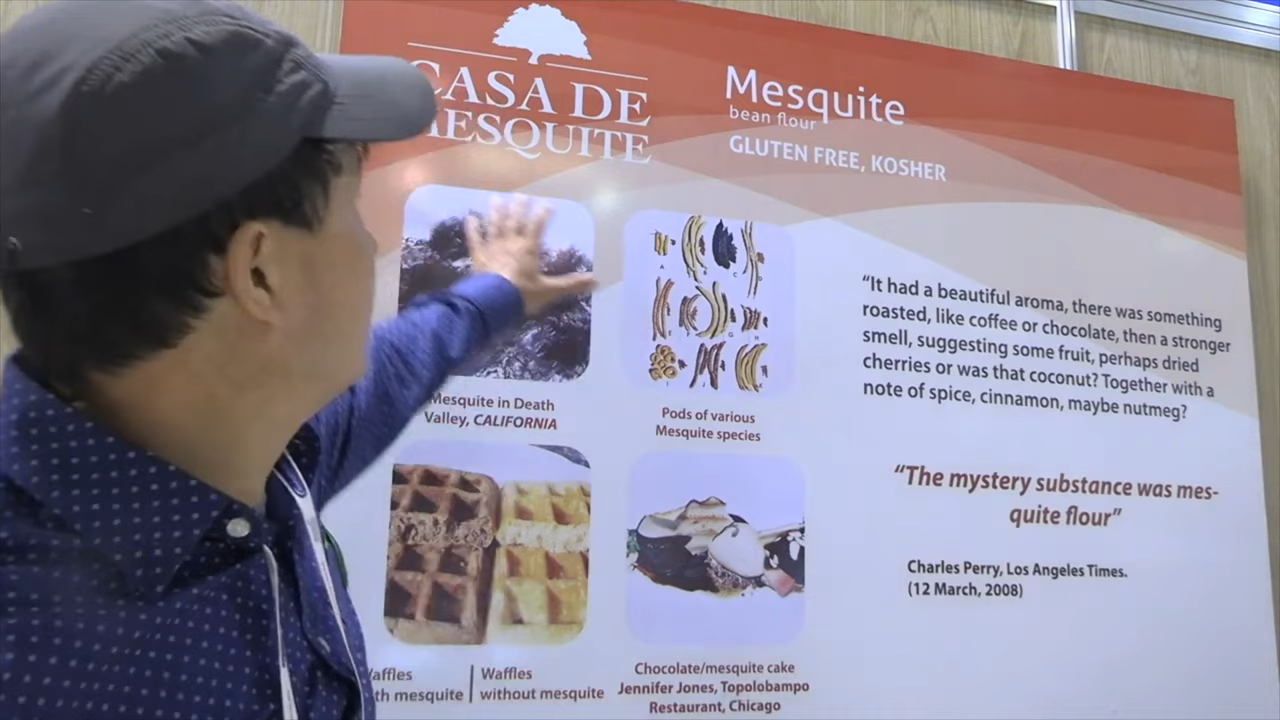 CASA DE
MESQUITE
Mesquite
bean flour
GLUTEN FREE, KOSHER
Mesquite in Death
Valley, CALIFORNIA
Pods of various
Mesquite species
Waffles
th mesquite
Waffles
without mesquite
Chocolate/mesquite cake
Jennifer Jones, Topolobampo
Restaurant, Chicago
“It had a beautiful aroma, there was something
roasted, like coffee or chocolate, then a stronger
smell, suggesting some fruit, perhaps dried
cherries or was that coconut? Together with a
note of spice, cinnamon, maybe nutmeg?
“The mystery substance was mes-
quite flour”
Charles Perry, Los Angeles Times.
(12 March, 2008)